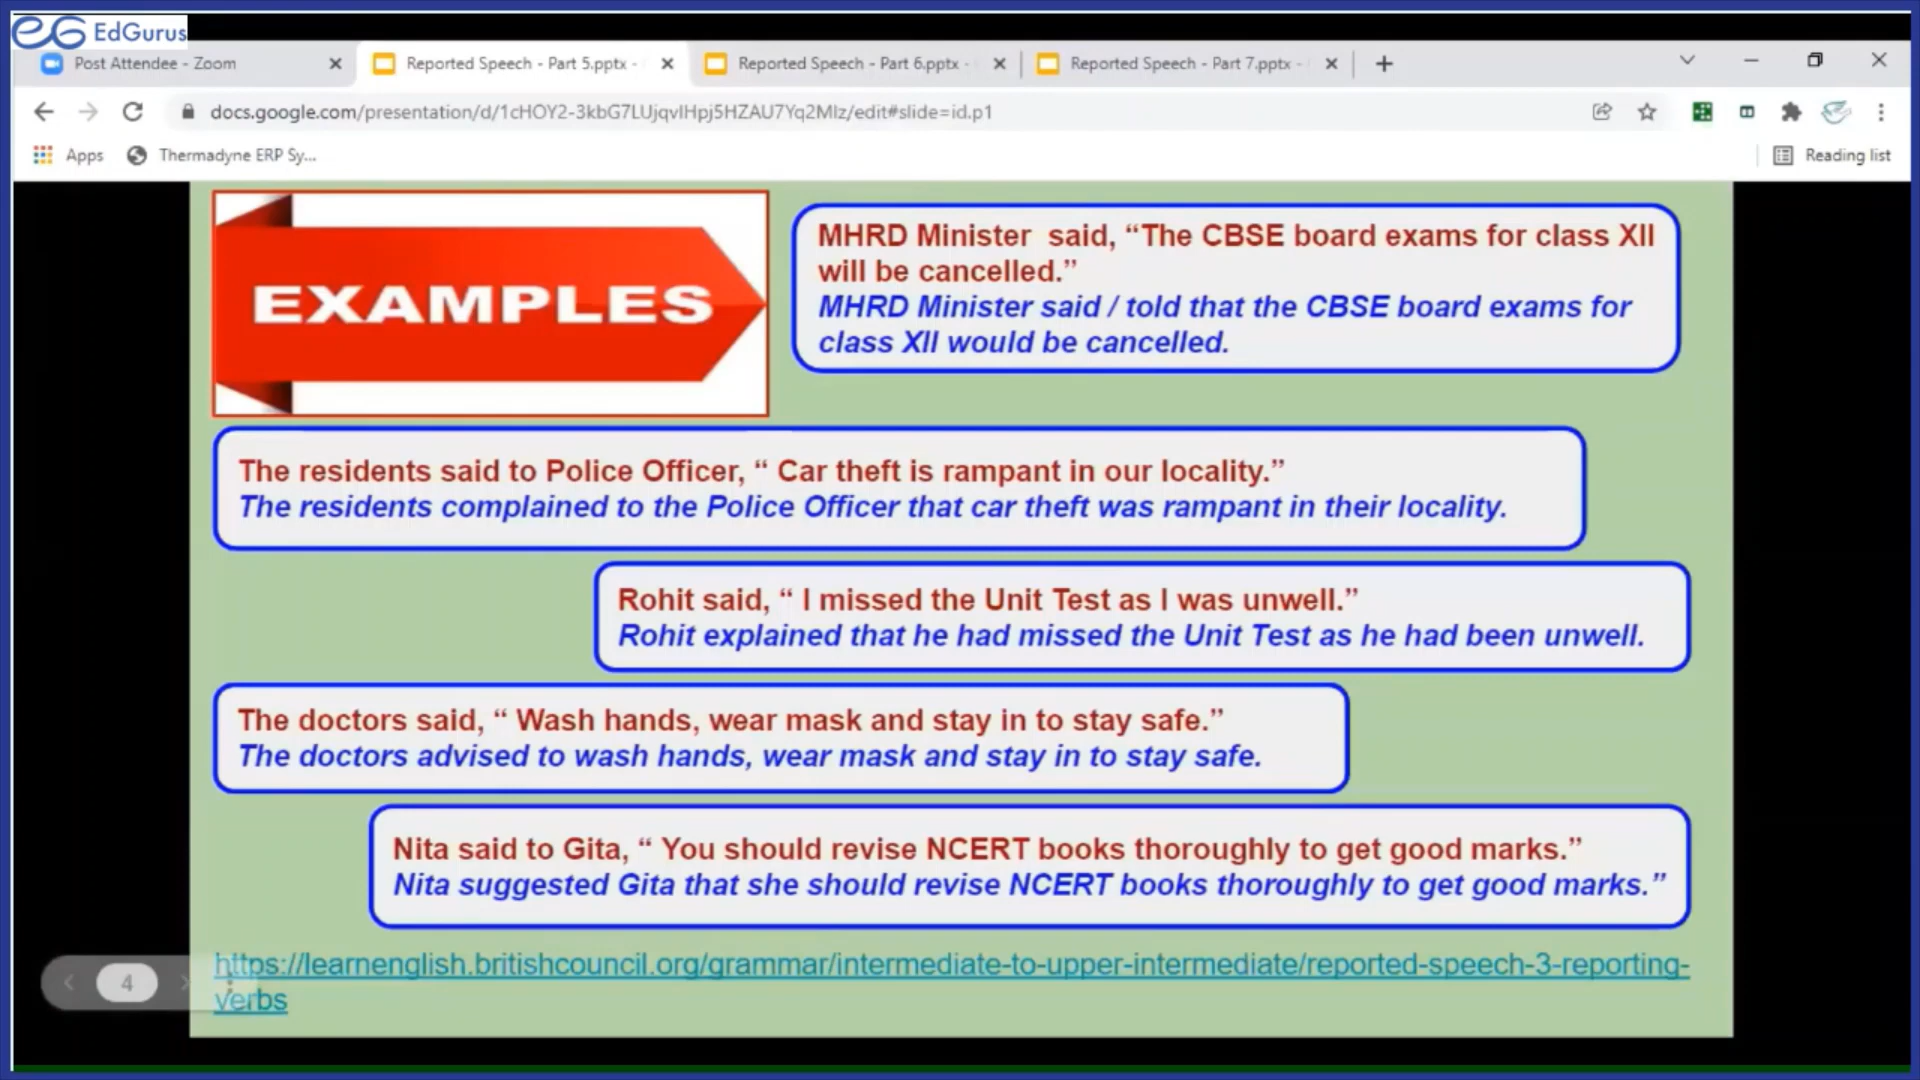 EdGurus
Post Attendee - Zoom
Reported Speech - Part 5.pptx -
Reported Speech - Part 6.pptx -
Reported Speech - Part 7.pptx -
docs.google.com/presentation/d/1cHOY2-3kbG7LUjqvIHpj5HZAU7Yq2MIz/edit#slide=id.p1
Apps
Thermadyne ERP Sy...
Reading list
EXAMPLES
MHRD Minister said, “The CBSE board exams for class XII
will be cancelled.”
MHRD Minister said / told that the CBSE board exams for
class XII would be cancelled.
The residents said to Police Officer, “ Car theft is rampant in our locality.”
The residents complained to the Police Officer that car theft was rampant in their locality.
Rohit said, “ I missed the Unit Test as I was unwell.”
Rohit explained that he had missed the Unit Test as he had been unwell.
The doctors said, “ Wash hands, wear mask and stay in to stay safe.”
The doctors advised to wash hands, wear mask and stay in to stay safe.
Nita said to Gita, “ You should revise NCERT books thoroughly to get good marks.”
Nita suggested Gita that she should revise NCERT books thoroughly to get good marks.”
https://learnenglish.britishcouncil.org/grammar/intermediate-to-upper-intermediate/reported-speech-3-reporting-
verbs
4